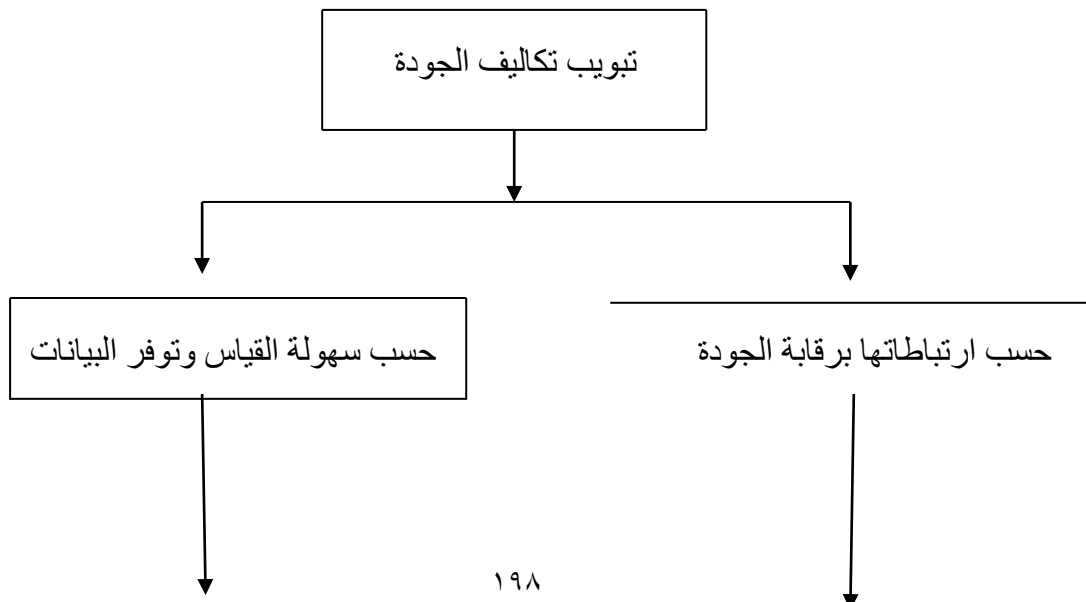 تبويب تكاليف الجودة
حسب ارتباطاتها برقابة الجودة
حسب سهولة القياس وتوفر البيانات
١٩٨